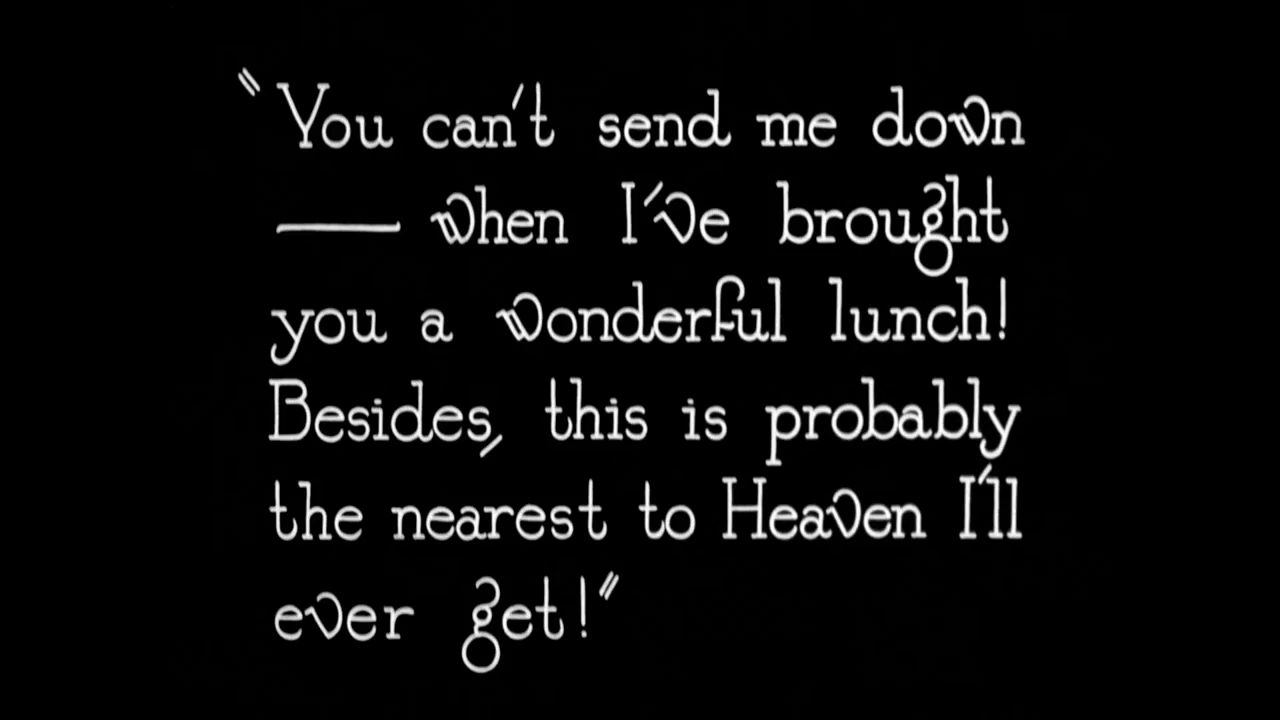 "You can't send me down
— when I've brought
you a wonderful lunch!
Besides, this is probably
the nearest to Heaven I'll
ever get!"